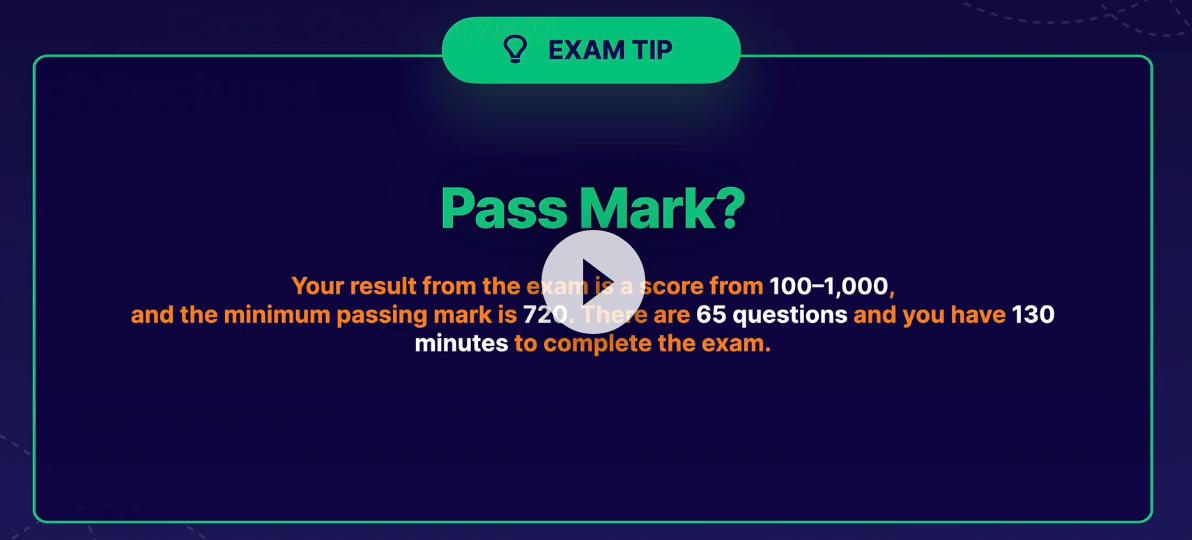 EXAM TIP
Pass Mark?
Your result from the exam is a score from 100–1,000,
and the minimum passing mark is 720. There are 65 questions and you have 130
minutes to complete the exam.